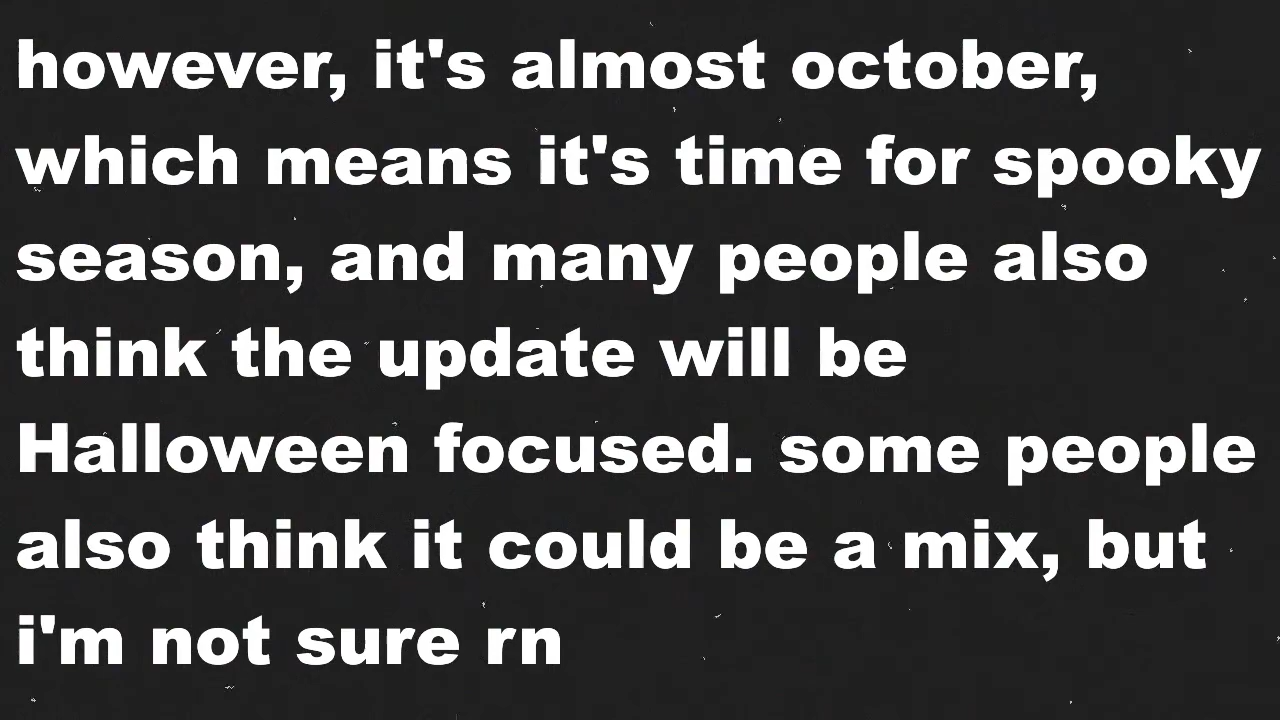 however, it's almost october,
which means it's time for spooky
season, and many people also
think the update will be
Halloween focused. some people
also think it could be a mix, but
i'm not sure rn